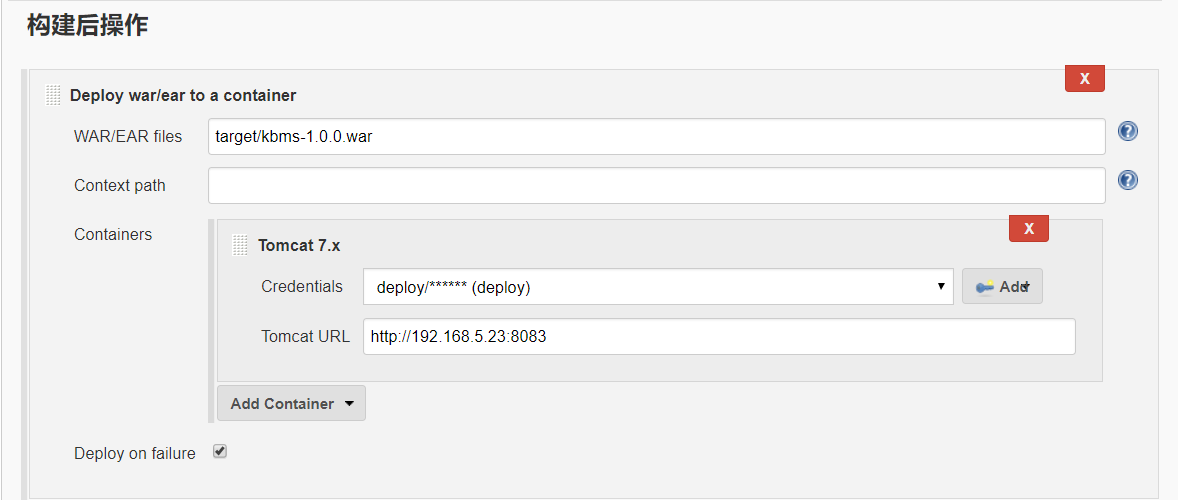 构建后操作
X
Deploy war/ear to a container
WAR/EAR files target/kbms-1.0.0.war
Context path
Containers
X
Tomcat 7.x
Credentials deploy/****** (deploy) Add
Tomcat URL http://192.168.5.23:8083
Add Container
Deploy on failure